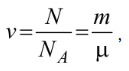 ν = N / N_A = m / μ ,